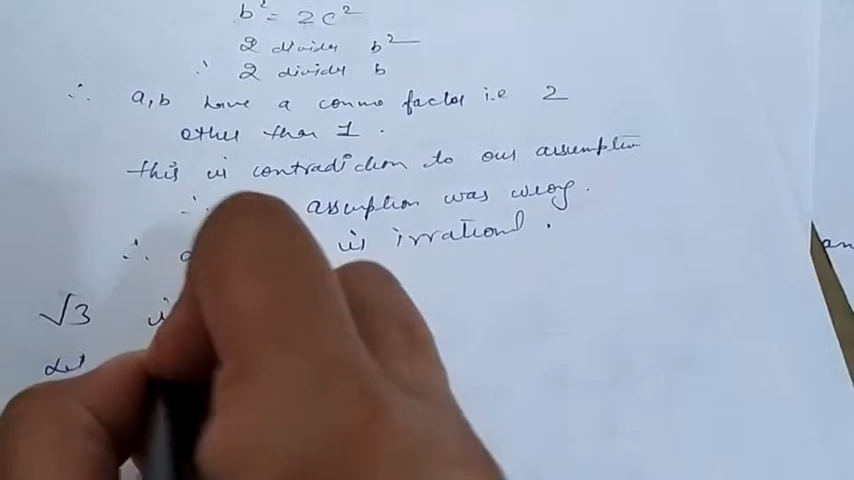 b² = 2c²
2 divides b²
∴ 2 divides b
∴ a, b have a common factor i.e 2
other than 1.
this is contradiction to our assumption
∴ assumption was wrong.
∴ is irrational.
√3
Let